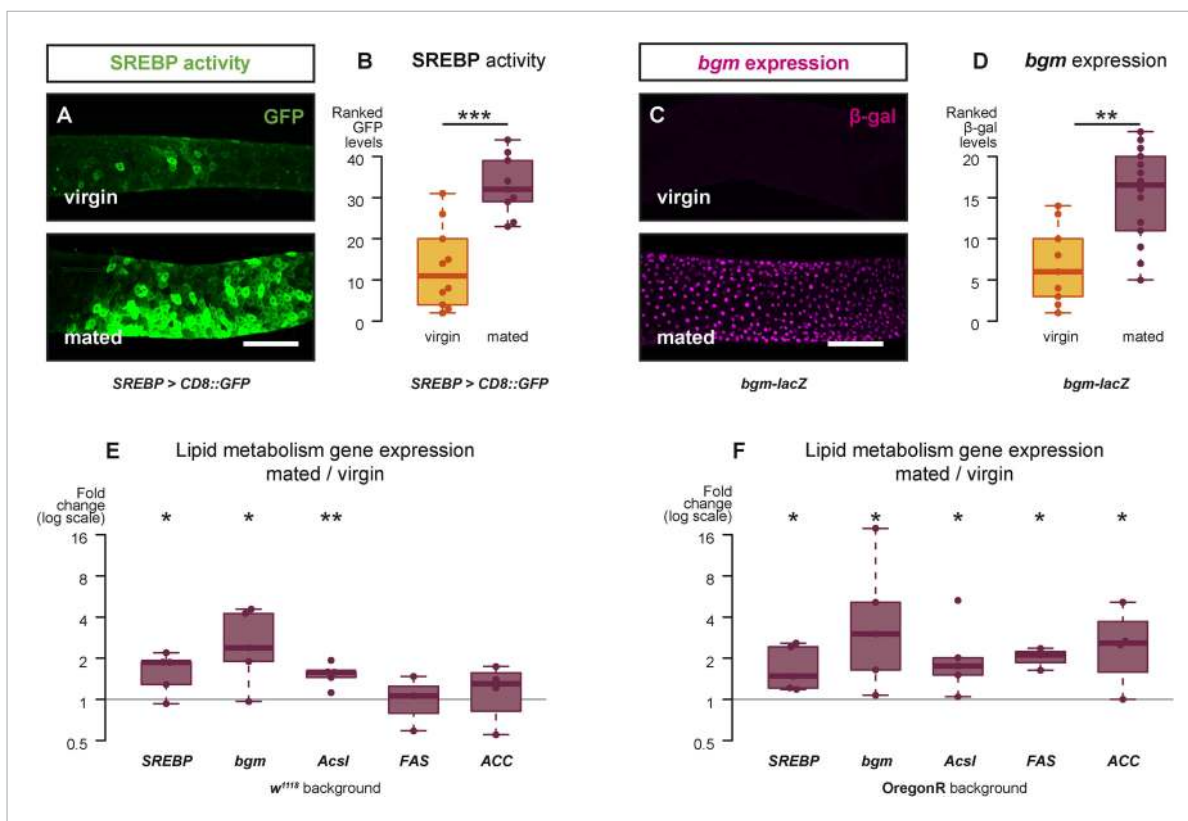 SREBP activity
A
GFP
virgin
mated
SREBP > CD8::GFP
B
SREBP activity
Ranked
GFP
levels
***
40
30
20
10
0
virgin
mated
SREBP > CD8::GFP
bgm expression
C
β-gal
virgin
mated
bgm-lacZ
D
bgm expression
Ranked
β-gal
levels
**
20
15
10
5
0
virgin
mated
bgm-lacZ
E
Lipid metabolism gene expression
mated / virgin
Fold
change
(log scale)
* * **
16
8
4
2
1
0.5
SREBP bgm Acsl FAS ACC
w1118 background
F
Lipid metabolism gene expression
mated / virgin
Fold
change
(log scale)
* * * * *
16
8
4
2
1
0.5
SREBP bgm Acsl FAS ACC
OregonR background